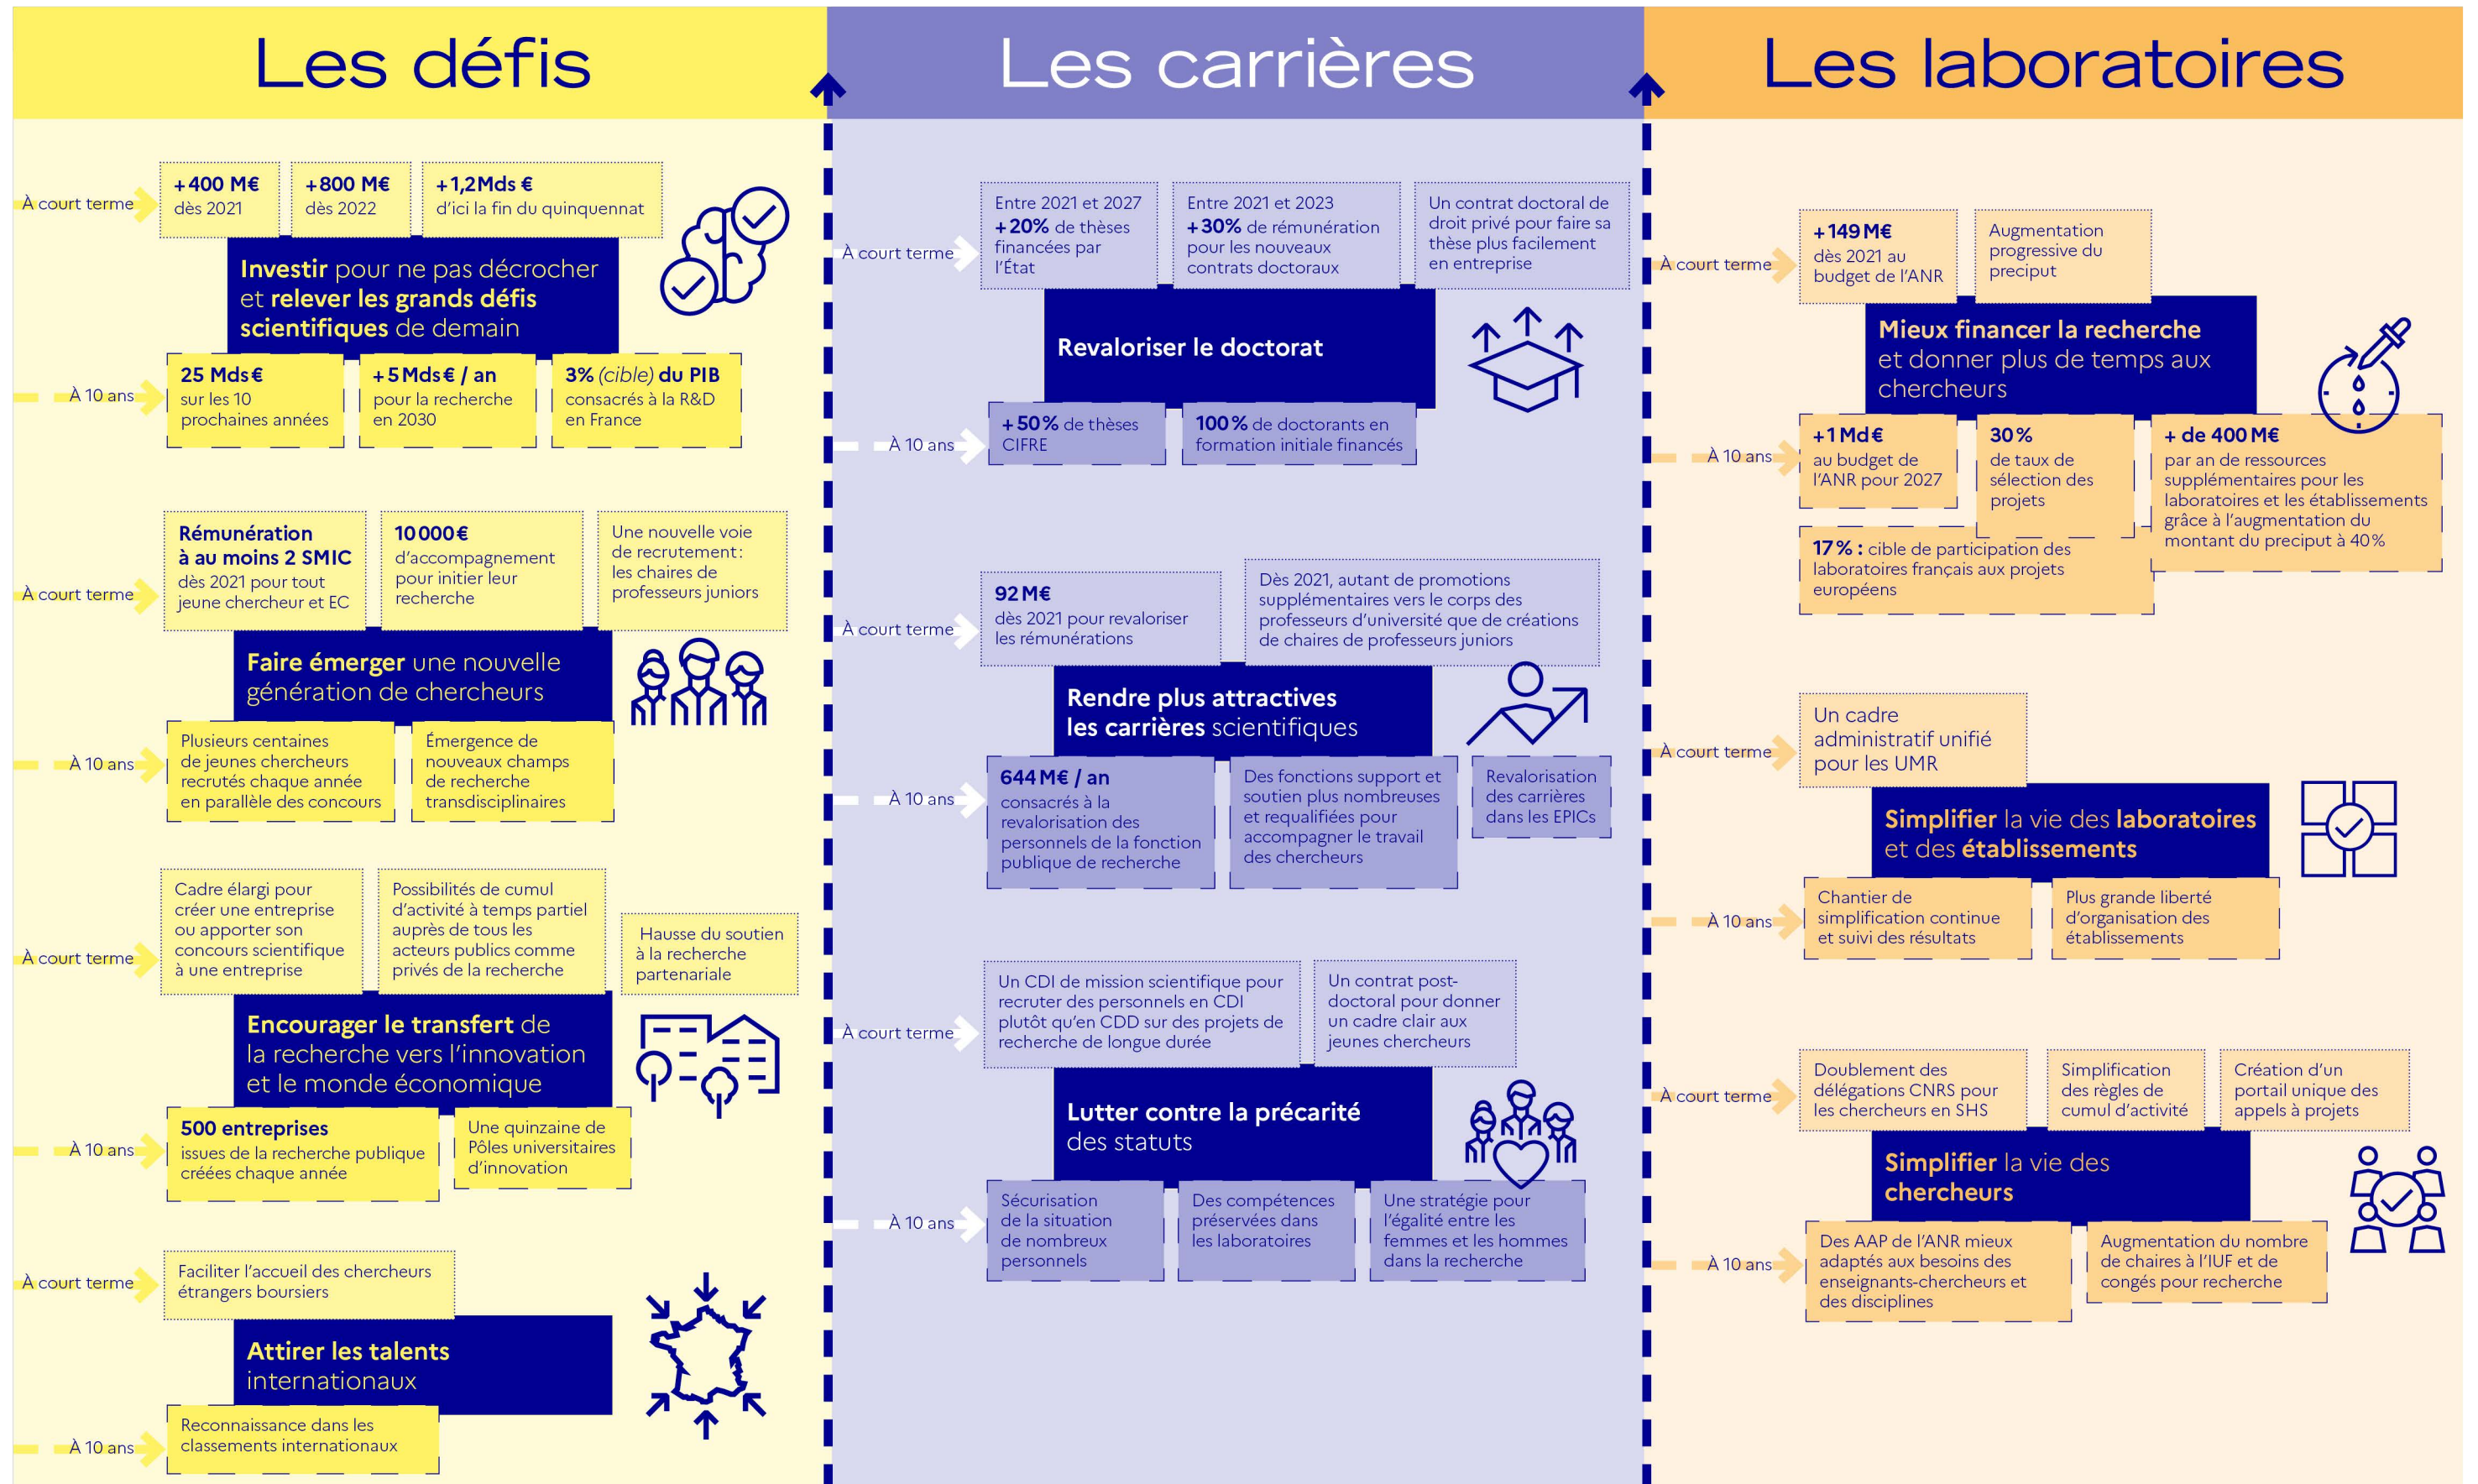 Les défis
À court terme
+400 M€
dès 2021
+800 M€
dès 2022
+1,2Mds €
d'ici la fin du quinquennat
Investir pour ne pas décrocher
et relever les grands défis
scientifiques de demain
À 10 ans
25 Mds€
sur les 10
prochaines années
+5Mds€ / an
pour la recherche
en 2030
3% (cible) du PIB
consacrés à la R&D
en France
À court terme
Rémunération
à au moins 2 SMIC
dès 2021 pour tout
jeune chercheur et EC
10000€
d'accompagnement
pour initier leur
recherche
Une nouvelle voie
de recrutement:
les chaires de
professeurs juniors
Faire émerger une nouvelle
génération de chercheurs
À 10 ans
Plusieurs centaines
de jeunes chercheurs
recrutés chaque année
en parallèle des concours
Émergence de
nouveaux champs
de recherche
transdisciplinaires
À court terme
Cadre élargi pour
créer une entreprise
ou apporter son
concours scientifique
à une entreprise
Possibilités de cumul
d'activité à temps partiel
auprès de tous les
acteurs publics comme
privés de la recherche
Hausse du soutien
à la recherche
partenariale
Encourager le transfert de
la recherche vers l'innovation
et le monde économique
À 10 ans
500 entreprises
issues de la recherche publique
créées chaque année
Une quinzaine de
Pôles universitaires
d'innovation
À court terme
Faciliter l'accueil des chercheurs
étrangers boursiers
Attirer les talents
internationaux
À 10 ans
Reconnaissance dans les
classements internationaux
Les carrières
À court terme
Entre 2021 et 2027
+20% de thèses
financées par
l'État
Entre 2021 et 2023
+30% de rémunération
pour les nouveaux
contrats doctoraux
Un contrat doctoral de
droit privé pour faire sa
thèse plus facilement
en entreprise
Revaloriser le doctorat
À 10 ans
+50% de thèses
CIFRE
100% de doctorants en
formation initiale financés
À court terme
92M€
dès 2021 pour revaloriser
les rémunérations
Dès 2021, autant de promotions
supplémentaires vers le corps des
professeurs d'université que de créations
de chaires de professeurs juniors
Rendre plus attractives
les carrières scientifiques
À 10 ans
644M€ / an
consacrés à la
revalorisation des
personnels de la fonction
publique de recherche
Des fonctions support et
soutien plus nombreuses
et requalifiées pour
accompagner le travail
des chercheurs
Revalorisation
des carrières
dans les EPICs
À court terme
Un CDI de mission scientifique pour
recruter des personnels en CDI
plutôt qu'en CDD sur des projets de
recherche de longue durée
Un contrat post-
doctoral pour donner
un cadre clair aux
jeunes chercheurs
Lutter contre la précarité
des statuts
À 10 ans
Sécurisation
de la situation
de nombreux
personnels
Des compétences
préservées dans
les laboratoires
Une stratégie pour
l'égalité entre les
femmes et les hommes
dans la recherche
Les laboratoires
À court terme
+149M€
dès 2021 au
budget de l'ANR
Augmentation
progressive du
preciput
Mieux financer la recherche
et donner plus de temps aux
chercheurs
À 10 ans
+1Md€
au budget de
l'ANR pour 2027
30%
de taux de
sélection des
projets
+ de 400M€
par an de ressources
supplémentaires pour les
laboratoires et les établissements
grâce à l'augmentation du
montant du preciput à 40%
17% : cible de participation des
laboratoires français aux projets
européens
À court terme
Un cadre
administratif unifié
pour les UMR
Simplifier la vie des laboratoires
et des établissements
À 10 ans
Chantier de
simplification continue
et suivi des résultats
Plus grande liberté
d'organisation des
établissements
À court terme
Doublement des
délégations CNRS pour
les chercheurs en SHS
Simplification
des règles de
cumul d'activité
Création d'un
portail unique des
appels à projets
Simplifier la vie des
chercheurs
À 10 ans
Des AAP de l'ANR mieux
adaptés aux besoins des
enseignants-chercheurs et
des disciplines
Augmentation du nombre
de chaires à l'IUF et de
congés pour recherche